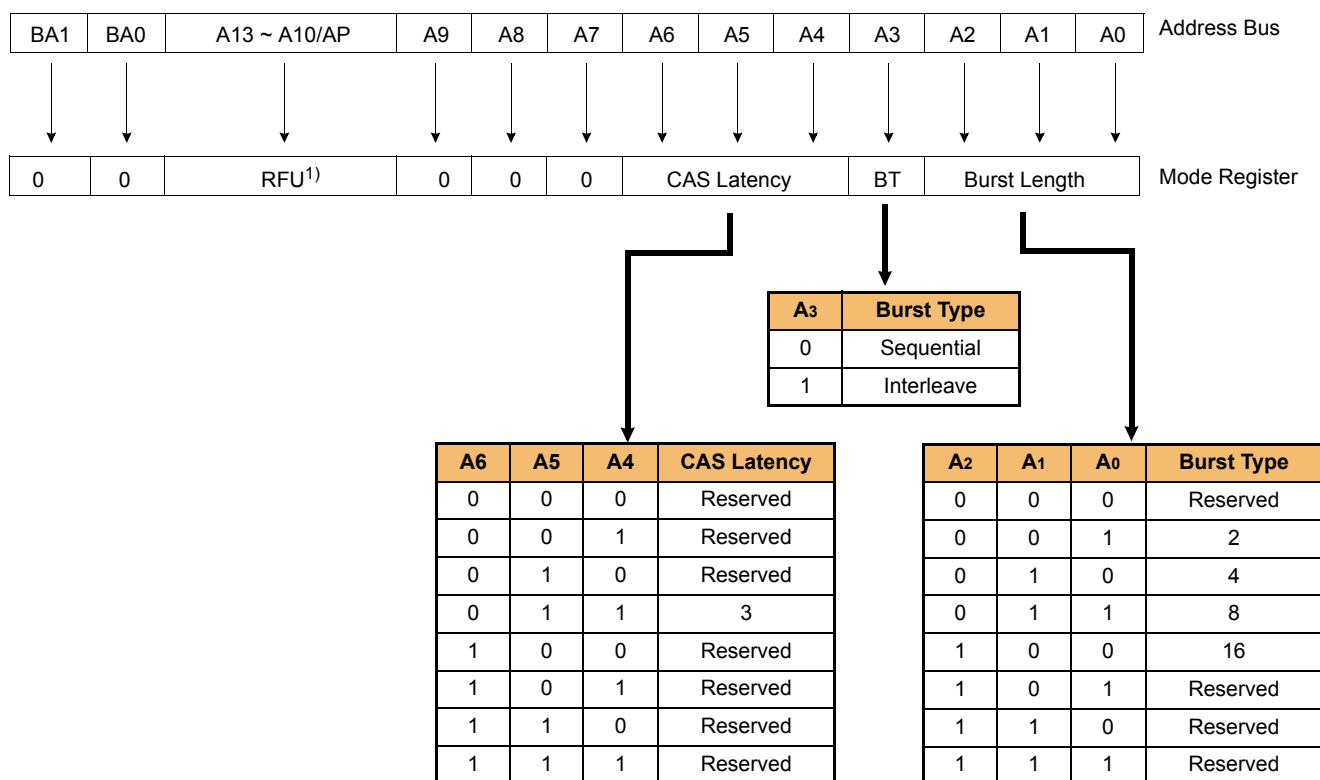 BA1 BA0 A13 ~ A10/AP A9 A8 A7 A6 A5 A4 A3 A2 A1 A0 Address Bus
0 0 RFU1) 0 0 0 CAS Latency BT Burst Length Mode Register
A3 Burst Type
0 Sequential
1 Interleave
A6 A5 A4 CAS Latency
0 0 0 Reserved
0 0 1 Reserved
0 1 0 Reserved
0 1 1 3
1 0 0 Reserved
1 0 1 Reserved
1 1 0 Reserved
1 1 1 Reserved
A2 A1 A0 Burst Type
0 0 0 Reserved
0 0 1 2
0 1 0 4
0 1 1 8
1 0 0 16
1 0 1 Reserved
1 1 0 Reserved
1 1 1 Reserved